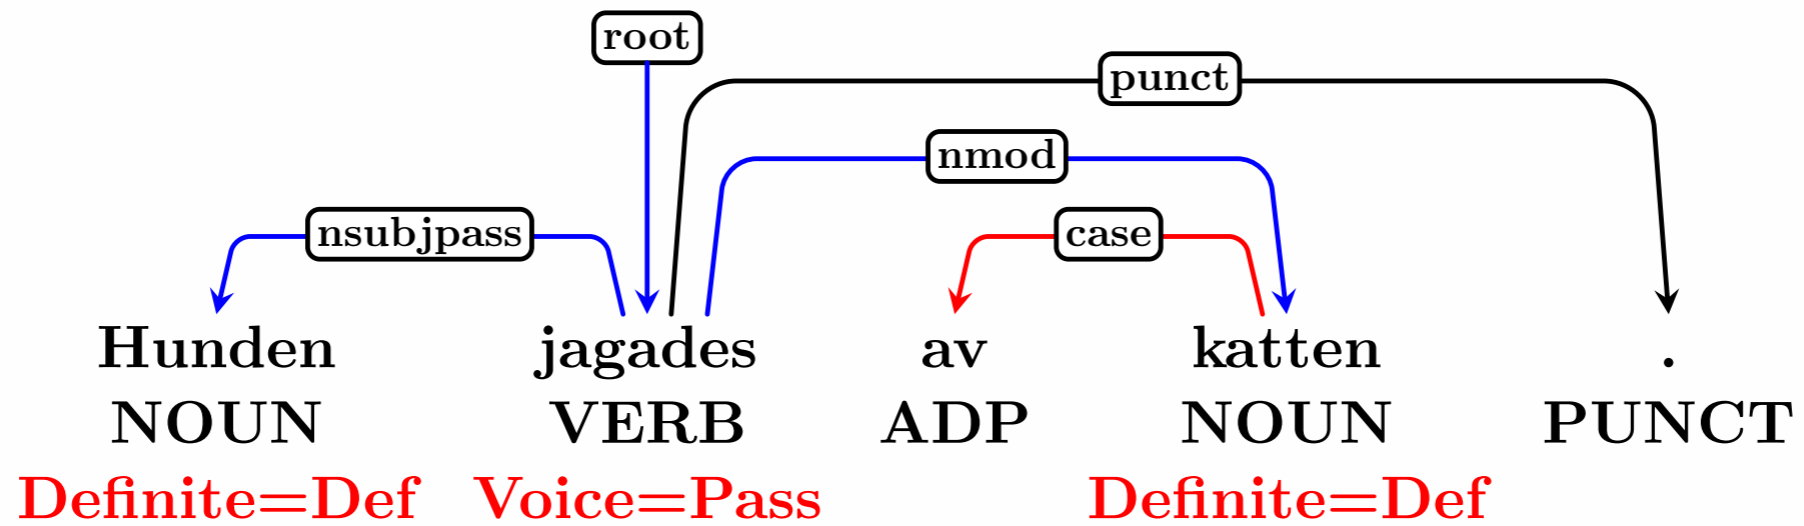 root
punct
nmod
nsubjpass case
Hunden jagades av katten .
NOUN VERB ADP NOUN PUNCT
Definite=Def Voice=Pass Definite=Def